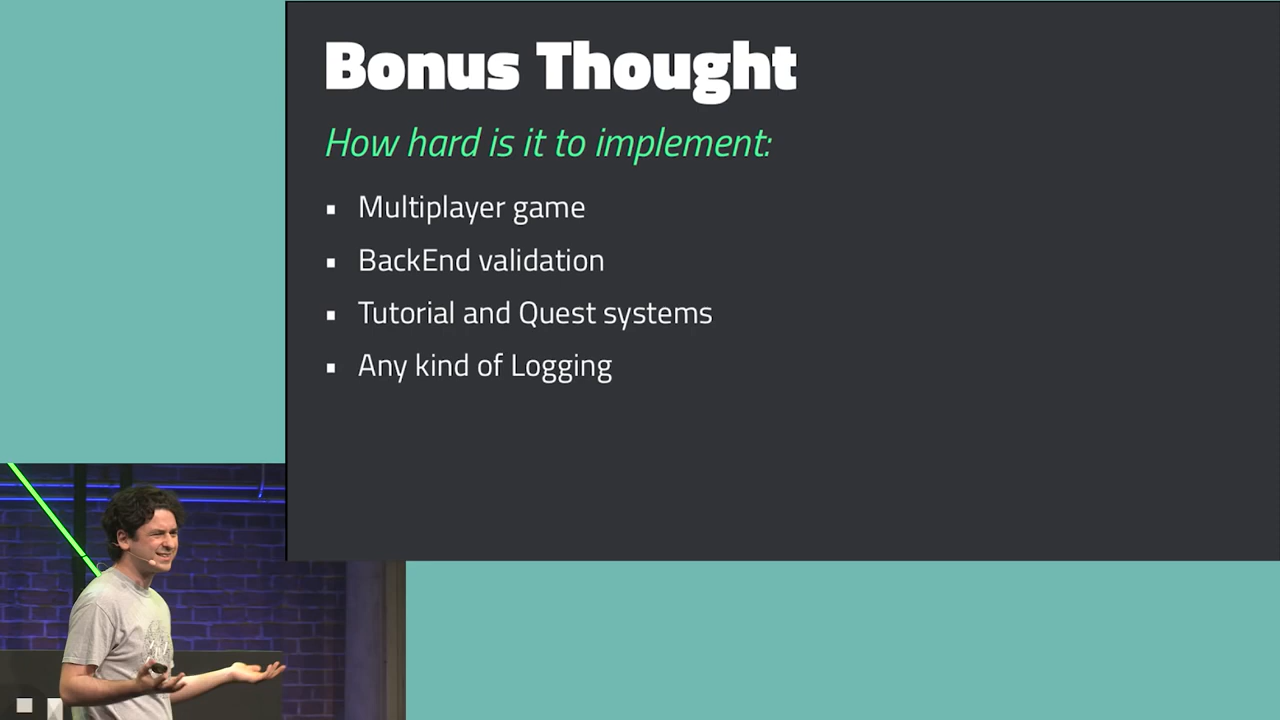 Bonus Thought
How hard is it to implement:
▪ Multiplayer game
▪ BackEnd validation
▪ Tutorial and Quest systems
▪ Any kind of Logging